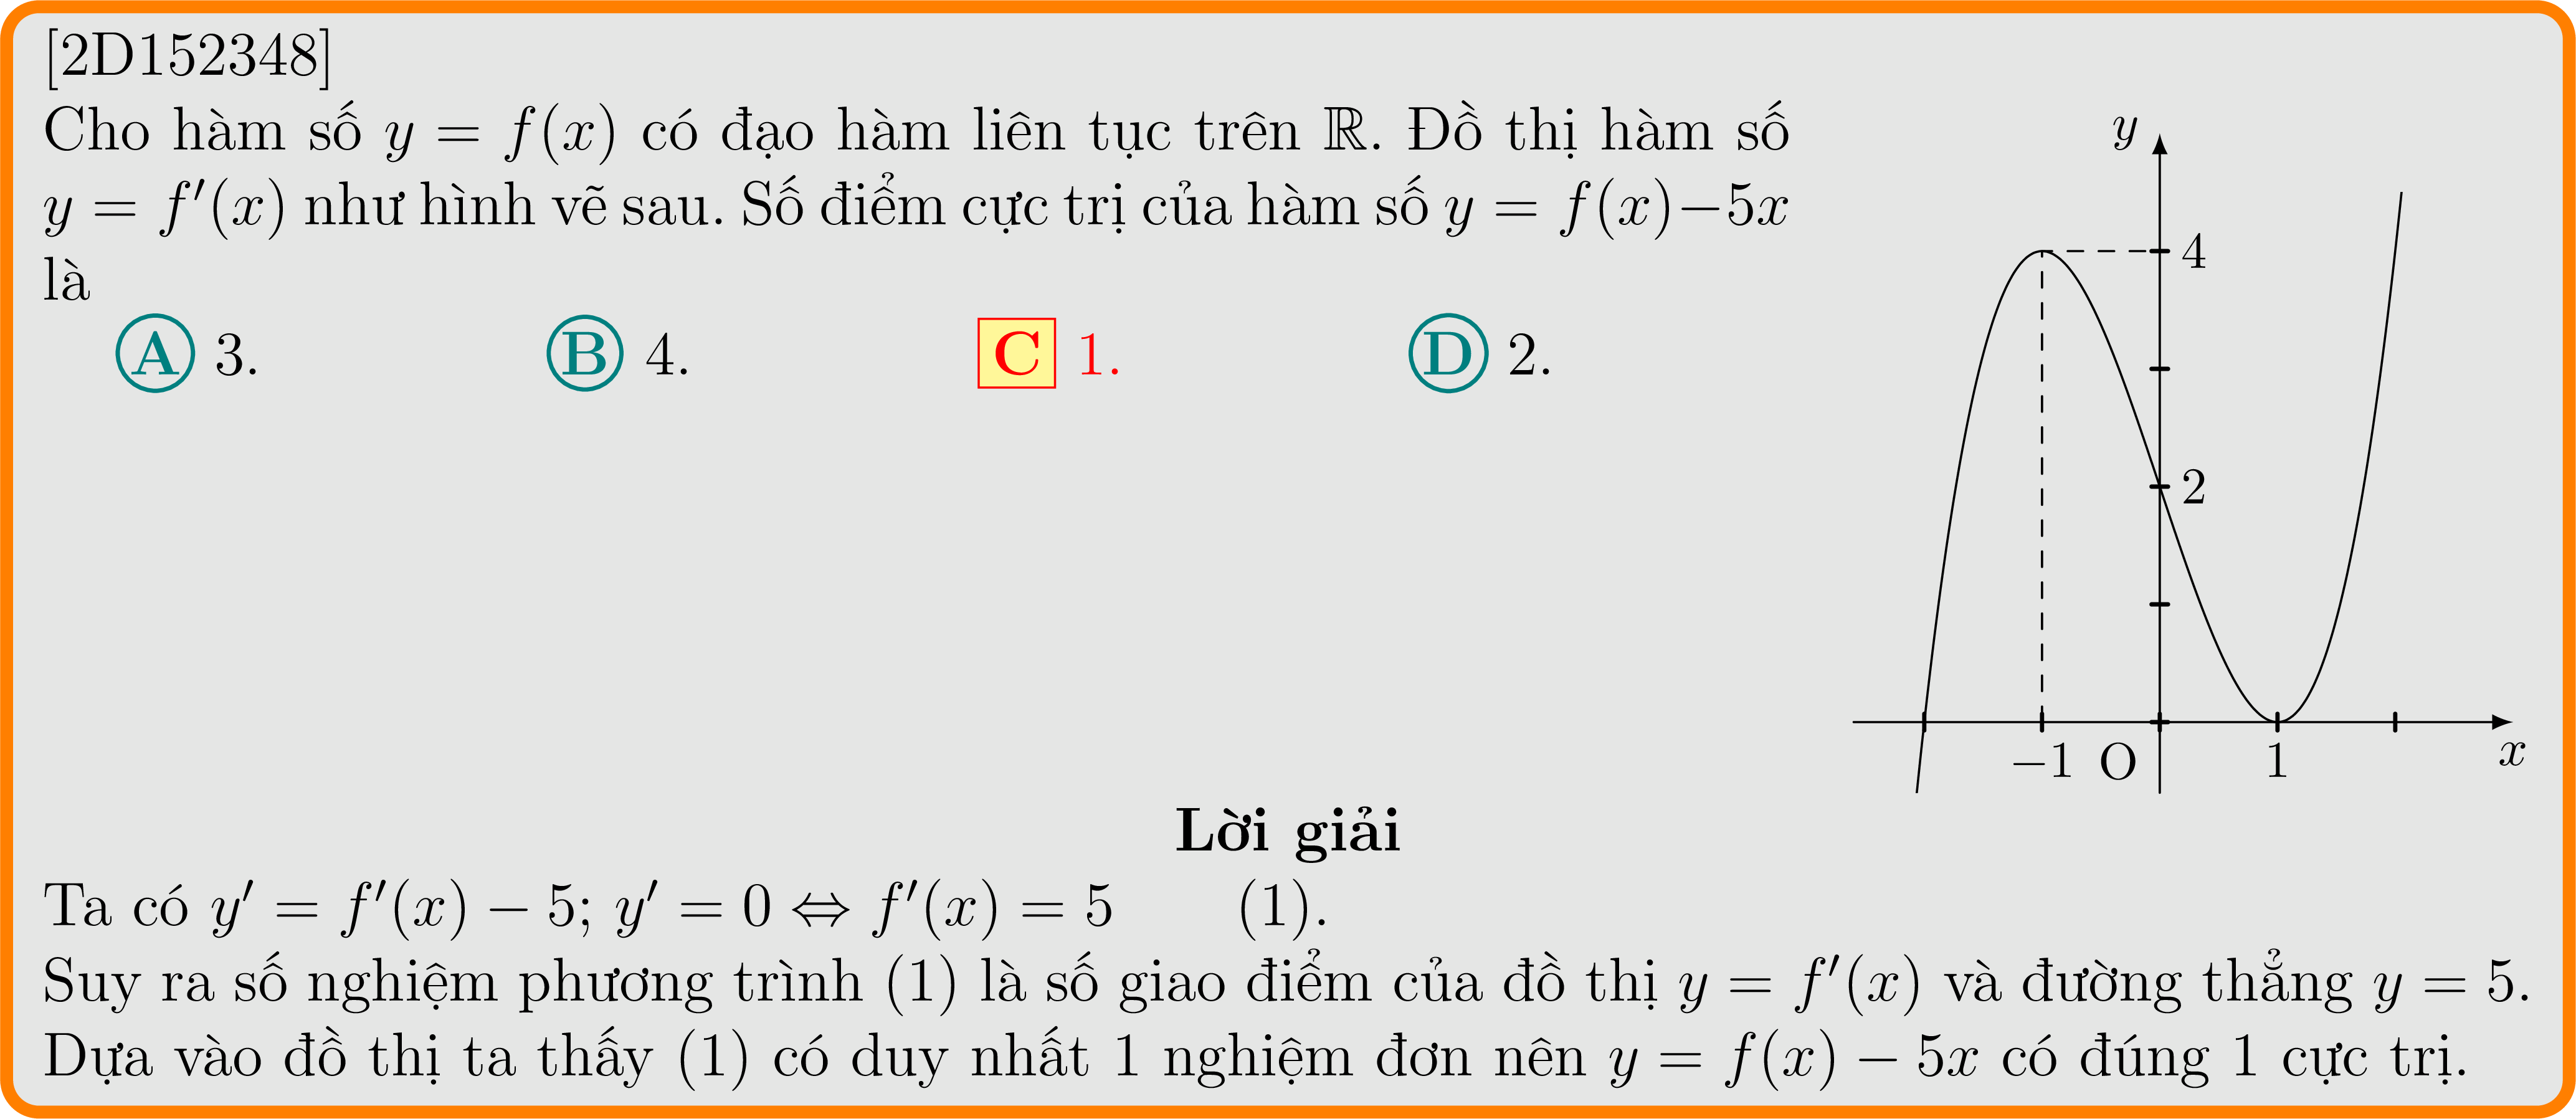 [2D152348]
Cho hàm số y = f(x) có đạo hàm liên tục trên ℝ. Đồ thị hàm số
y = f′(x) như hình vẽ sau. Số điểm cực trị của hàm số y = f(x)−5x
là
A 3. B 4. C 1. D 2.
y
4
2
−1 O 1 x
Lời giải
Ta có y′ = f′(x) − 5; y′ = 0 ⇔ f′(x) = 5 (1).
Suy ra số nghiệm phương trình (1) là số giao điểm của đồ thị y = f′(x) và đường thẳng y = 5.
Dựa vào đồ thị ta thấy (1) có duy nhất 1 nghiệm đơn nên y = f(x) − 5x có đúng 1 cực trị.